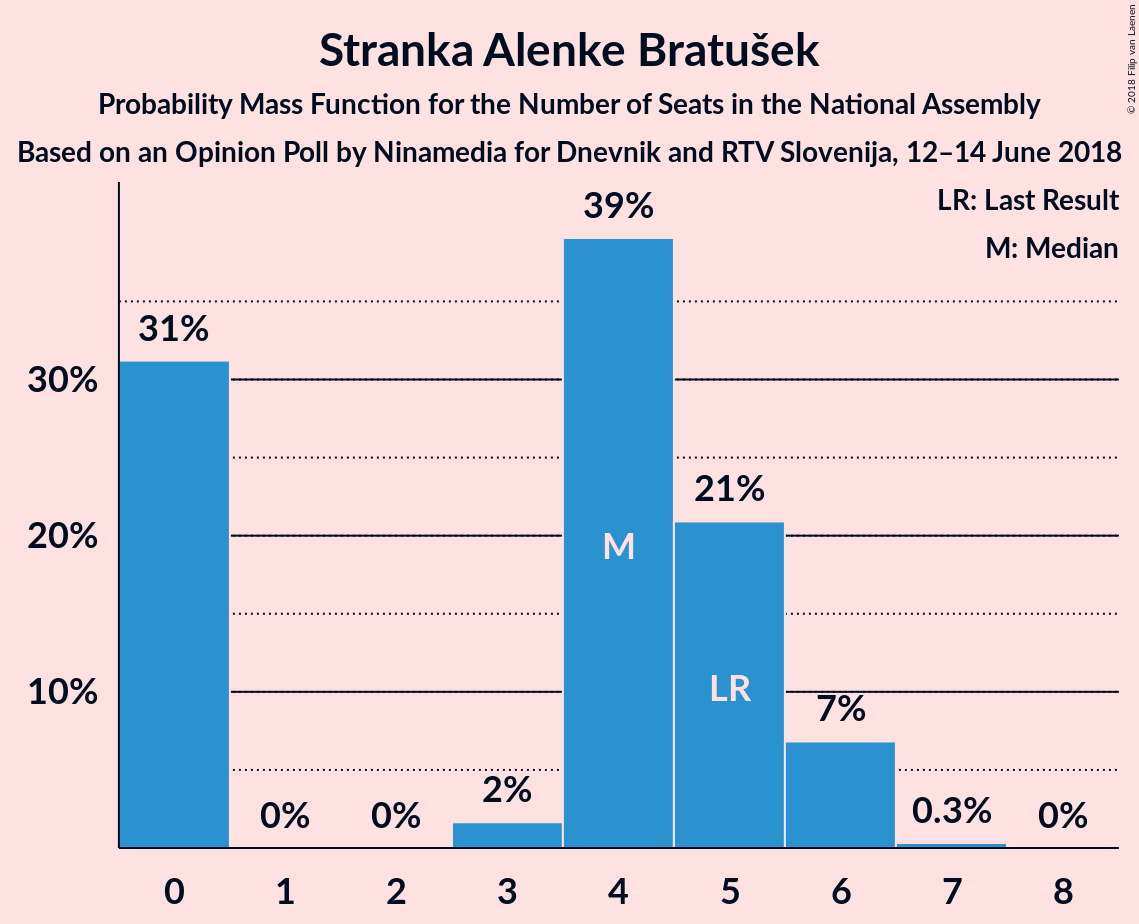 Stranka Alenke Bratušek
Probability Mass Function for the Number of Seats in the National Assembly
Based on an Opinion Poll by Ninamedia for Dnevnik and RTV Slovenija, 12–14 June 2018
© 2018 Filip van Laenen
LR: Last Result
M: Median
39%
31%
30%
21%
20%
M
LR
10%
7%
2%
0%
0%
0.3%
0%
0 1 2 3 4 5 6 7 8